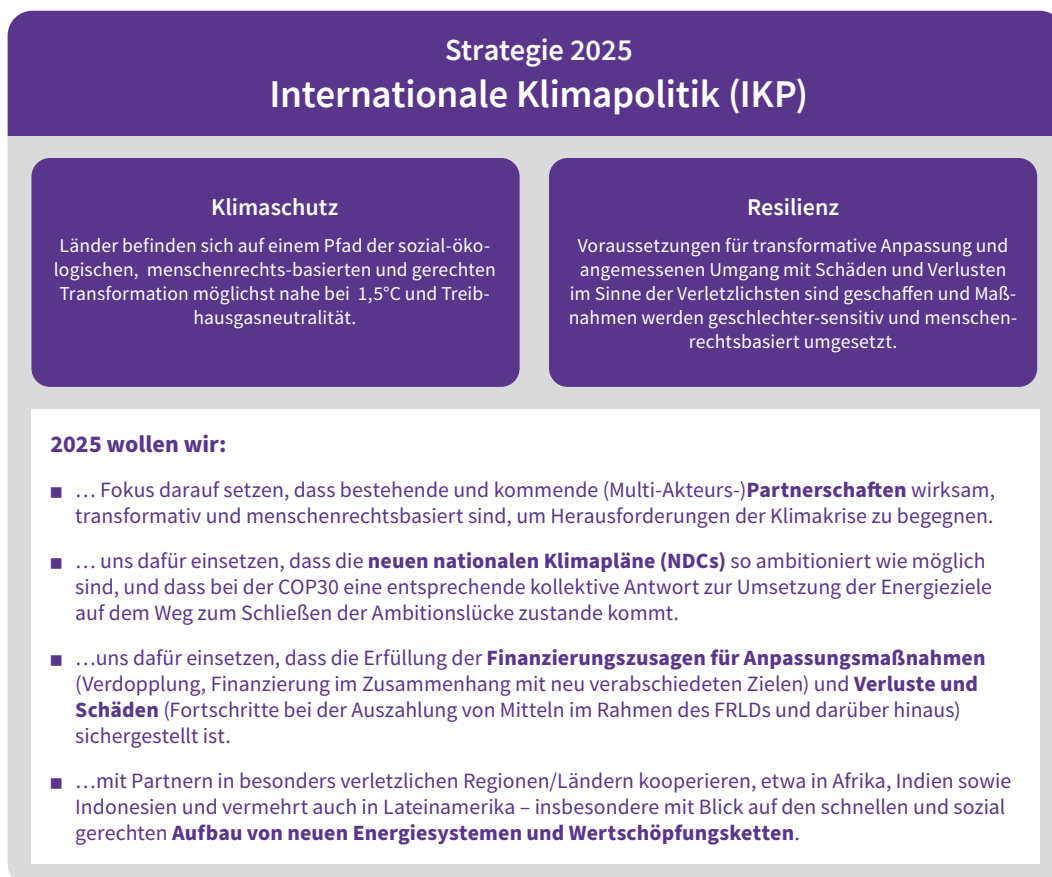 Strategie 2025
Internationale Klimapolitik (IKP)
Klimaschutz
Länder befinden sich auf einem Pfad der sozial-öko-
logischen, menschenrechts-basierten und gerechten
Transformation möglichst nahe bei 1,5°C und Treib-
hausgasneutralität.
Resilienz
Voraussetzungen für transformative Anpassung und
angemessenen Umgang mit Schäden und Verlusten
im Sinne der Verletzlichsten sind geschaffen und Maß-
nahmen werden geschlechter-sensitiv und menschen-
rechtsbasiert umgesetzt.
2025 wollen wir:
■ … Fokus darauf setzen, dass bestehende und kommende (Multi-Akteurs-)Partnerschaften wirksam,
transformativ und menschenrechtsbasiert sind, um Herausforderungen der Klimakrise zu begegnen.
■ … uns dafür einsetzen, dass die neuen nationalen Klimapläne (NDCs) so ambitioniert wie möglich
sind, und dass bei der COP30 eine entsprechende kollektive Antwort zur Umsetzung der Energieziele
auf dem Weg zum Schließen der Ambitionslücke zustande kommt.
■ …uns dafür einsetzen, dass die Erfüllung der Finanzierungszusagen für Anpassungsmaßnahmen
(Verdopplung, Finanzierung im Zusammenhang mit neu verabschiedeten Zielen) und Verluste und
Schäden (Fortschritte bei der Auszahlung von Mitteln im Rahmen des FRLDs und darüber hinaus)
sichergestellt ist.
■ …mit Partnern in besonders verletzlichen Regionen/Ländern kooperieren, etwa in Afrika, Indien sowie
Indonesien und vermehrt auch in Lateinamerika – insbesondere mit Blick auf den schnellen und sozial
gerechten Aufbau von neuen Energiesystemen und Wertschöpfungsketten.